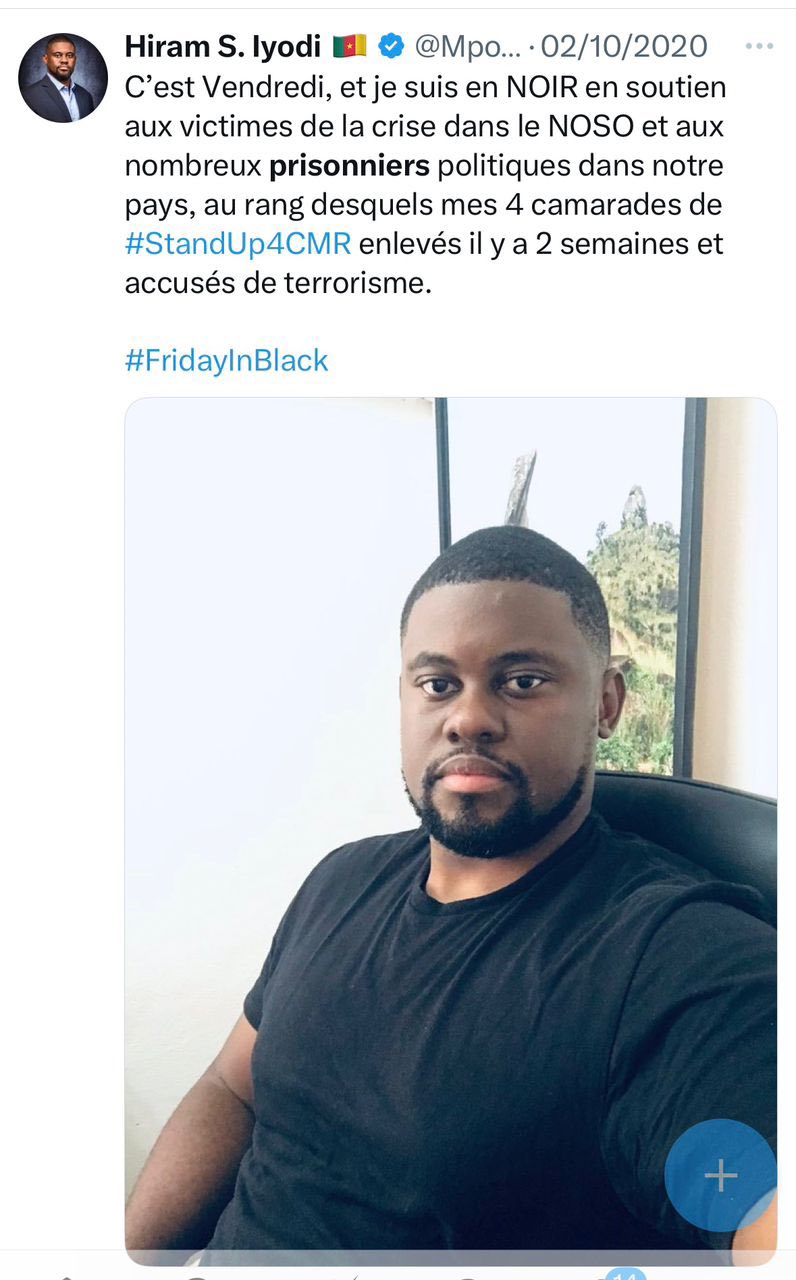 Hiram S. Iyodi 🇨🇲 @Mpo... · 02/10/2020
C’est Vendredi, et je suis en NOIR en soutien
aux victimes de la crise dans le NOSO et aux
nombreux prisonniers politiques dans notre
pays, au rang desquels mes 4 camarades de
#StandUp4CMR enlevés il y a 2 semaines et
accusés de terrorisme.
#FridayInBlack